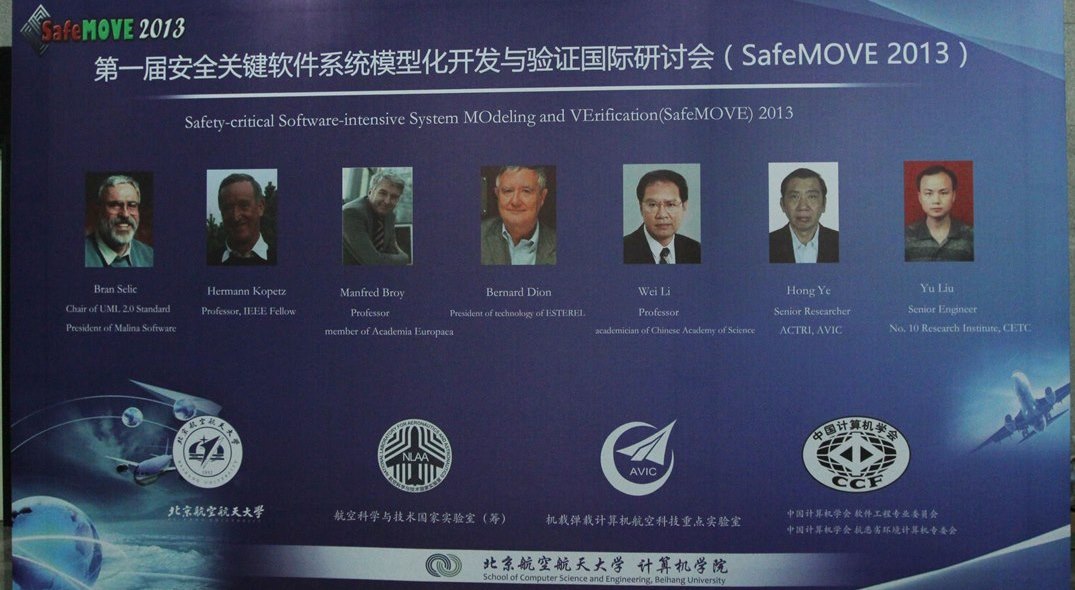 SafeMOVE 2013
第一届安全关键软件系统模型化开发与验证国际研讨会（SafeMOVE 2013）
Safety-critical Software-intensive System MOdeling and VErification(SafeMOVE) 2013
Bran Selic
Chair of UML 2.0 Standard
President of Malina Software
Hermann Kopetz
Professor, IEEE Fellow
Manfred Broy
Professor
member of Academia Europaea
Bernard Dion
President of technology of ESTEREL
Wei Li
Professor
academician of Chinese Academy of Science
Hong Ye
Senior Researcher
ACTRI, AVIC
Yu Liu
Senior Engineer
No. 10 Research Institute, CETC
北京航空航天大学
1952
北京航空航天大学
NLAA
航空科学与技术国家实验室（筹）
AVIC
机载弹载计算机航空科技重点实验室
中国计算机学会
CCF
中国计算机学会 软件工程专业委员会
中国计算机学会 抗恶劣环境计算机专委会
北京航空航天大学 计算机学院
School of Computer Science and Engineering, Beihang University